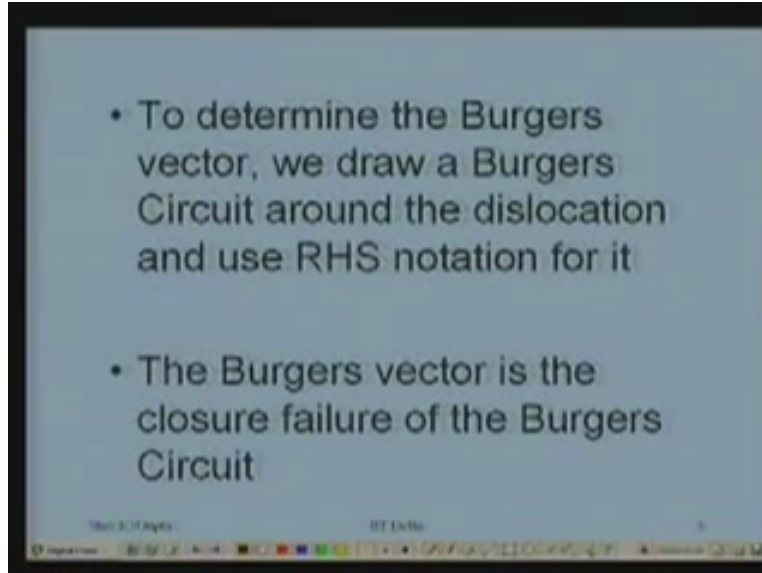 • To determine the Burgers
vector, we draw a Burgers
Circuit around the dislocation
and use RHS notation for it
• The Burgers vector is the
closure failure of the Burgers
Circuit
IIT Delhi